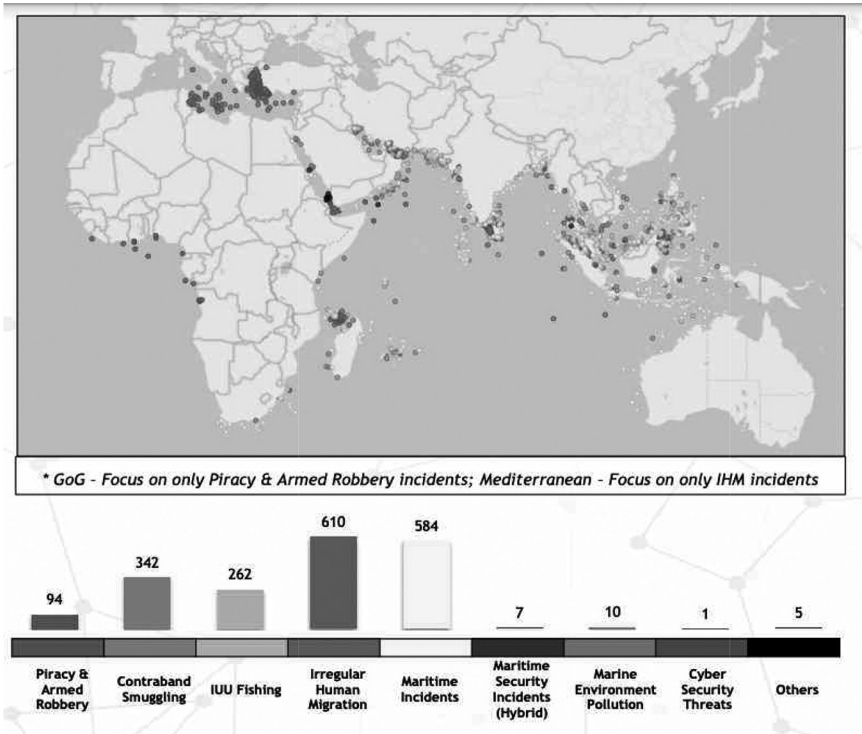 * GoG – Focus on only Piracy & Armed Robbery incidents; Mediterranean – Focus on only IHM incidents
94
342
262
610
584
7
10
1
5
Piracy &
Armed
Robbery
Contraband
Smuggling
IUU Fishing
Irregular
Human
Migration
Maritime
Incidents
Maritime
Security
Incidents
(Hybrid)
Marine
Environment
Pollution
Cyber
Security
Threats
Others